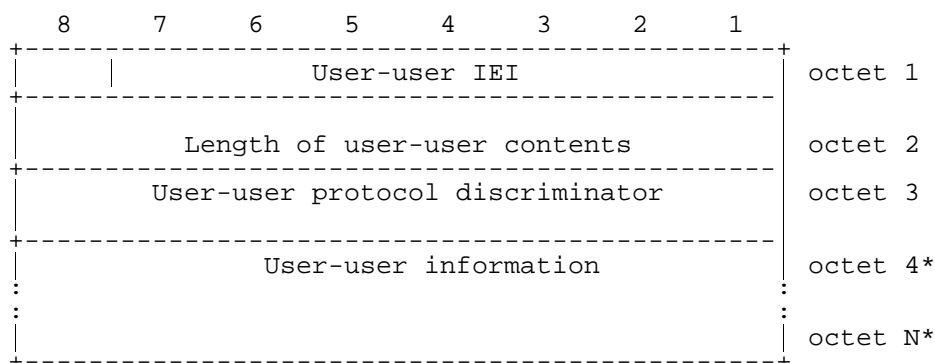 8 7 6 5 4 3 2 1
User-user IEI octet 1
Length of user-user contents octet 2
User-user protocol discriminator octet 3
User-user information octet 4*
:
:
octet N*